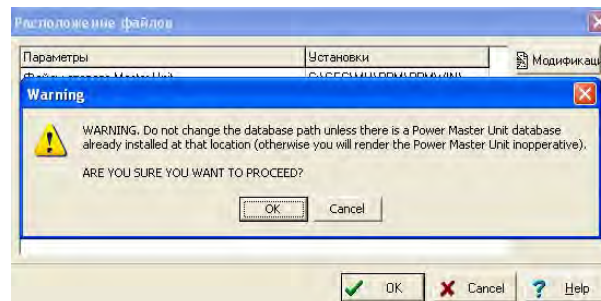 Расположение файлов
Параметры Установки
Модификаци
Warning
WARNING. Do not change the database path unless there is a Power Master Unit database
already installed at that location (otherwise you will render the Power Master Unit inoperative).
ARE YOU SURE YOU WANT TO PROCEED?
OK Cancel
OK Cancel Help